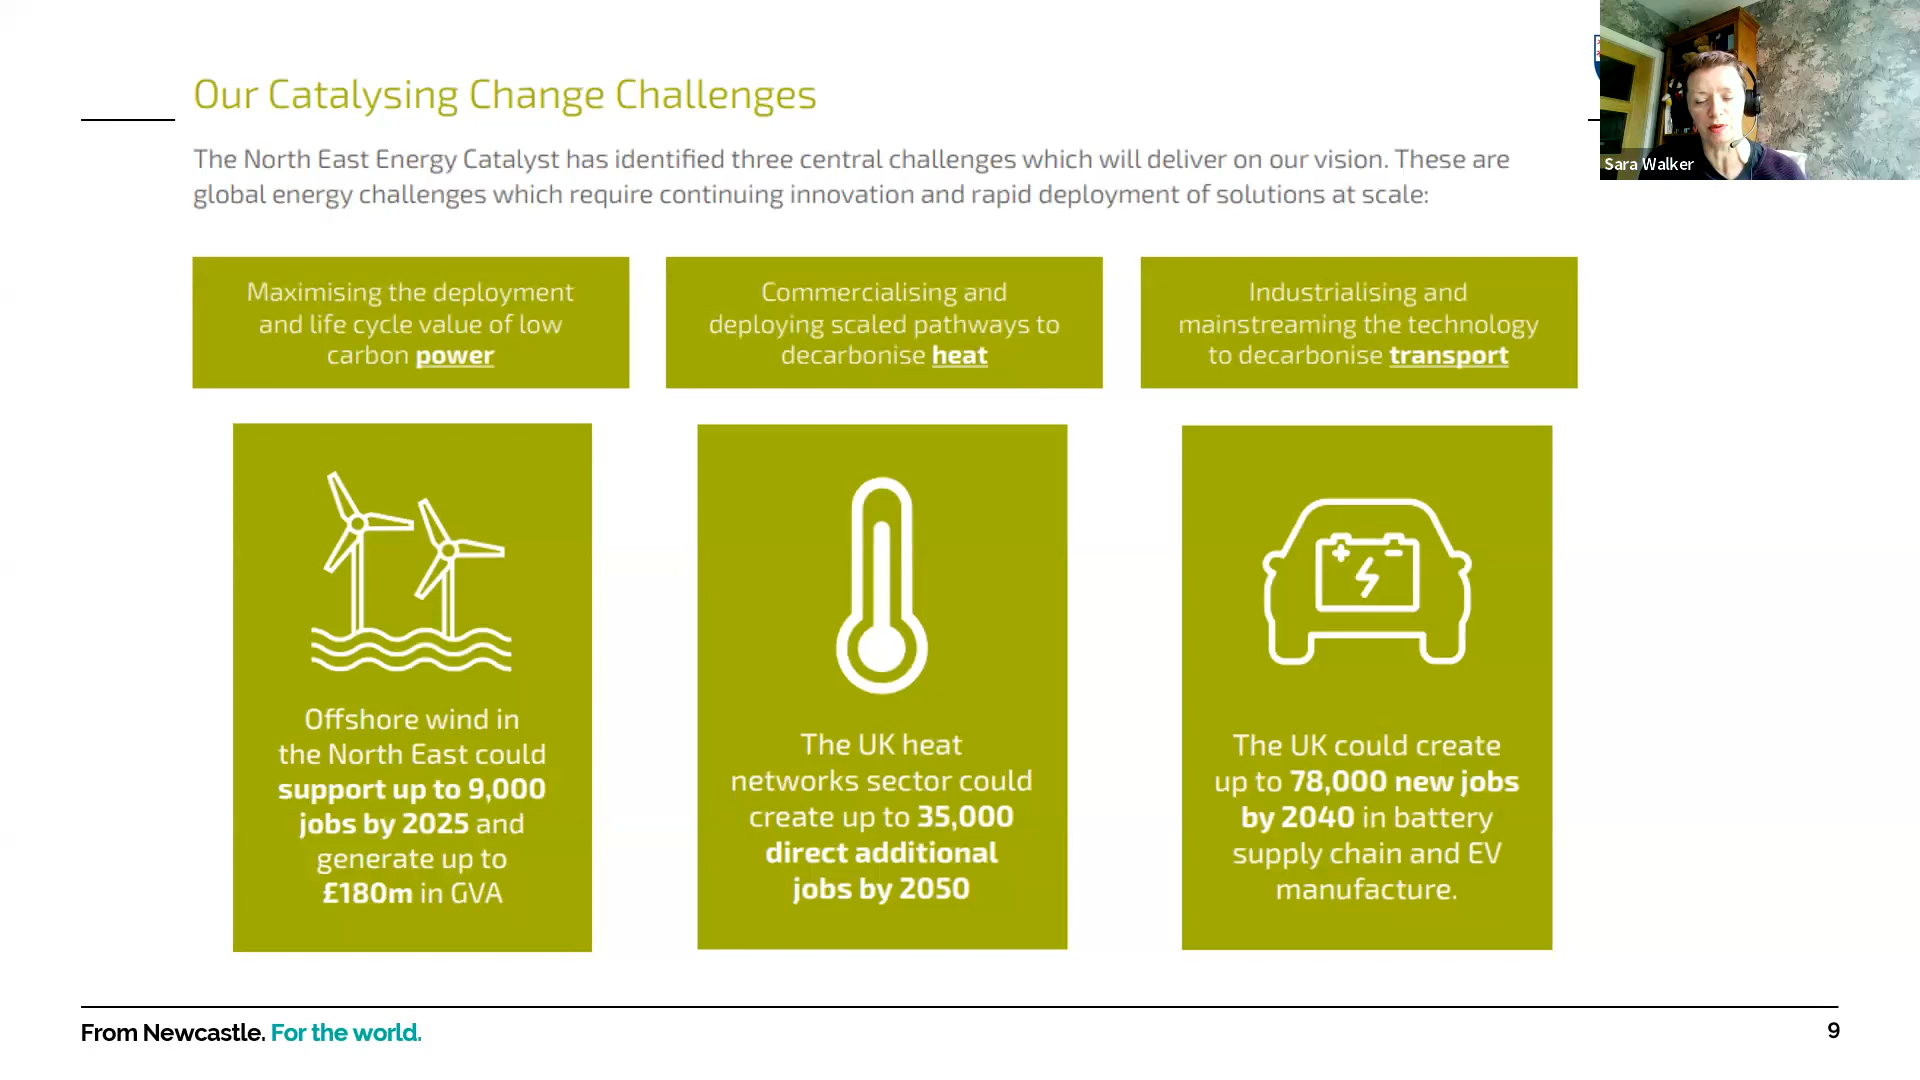 Our Catalysing Change Challenges
The North East Energy Catalyst has identified three central challenges which will deliver on our vision. These are
global energy challenges which require continuing innovation and rapid deployment of solutions at scale:
Sara Walker
Maximising the deployment
and life cycle value of low
carbon power
Commercialising and
deploying scaled pathways to
decarbonise heat
Industrialising and
mainstreaming the technology
to decarbonise transport
Offshore wind in
the North East could
support up to 9,000
jobs by 2025 and
generate up to
£180m in GVA
The UK heat
networks sector could
create up to 35,000
direct additional
jobs by 2050
The UK could create
up to 78,000 new jobs
by 2040 in battery
supply chain and EV
manufacture.
From Newcastle. For the world.
9